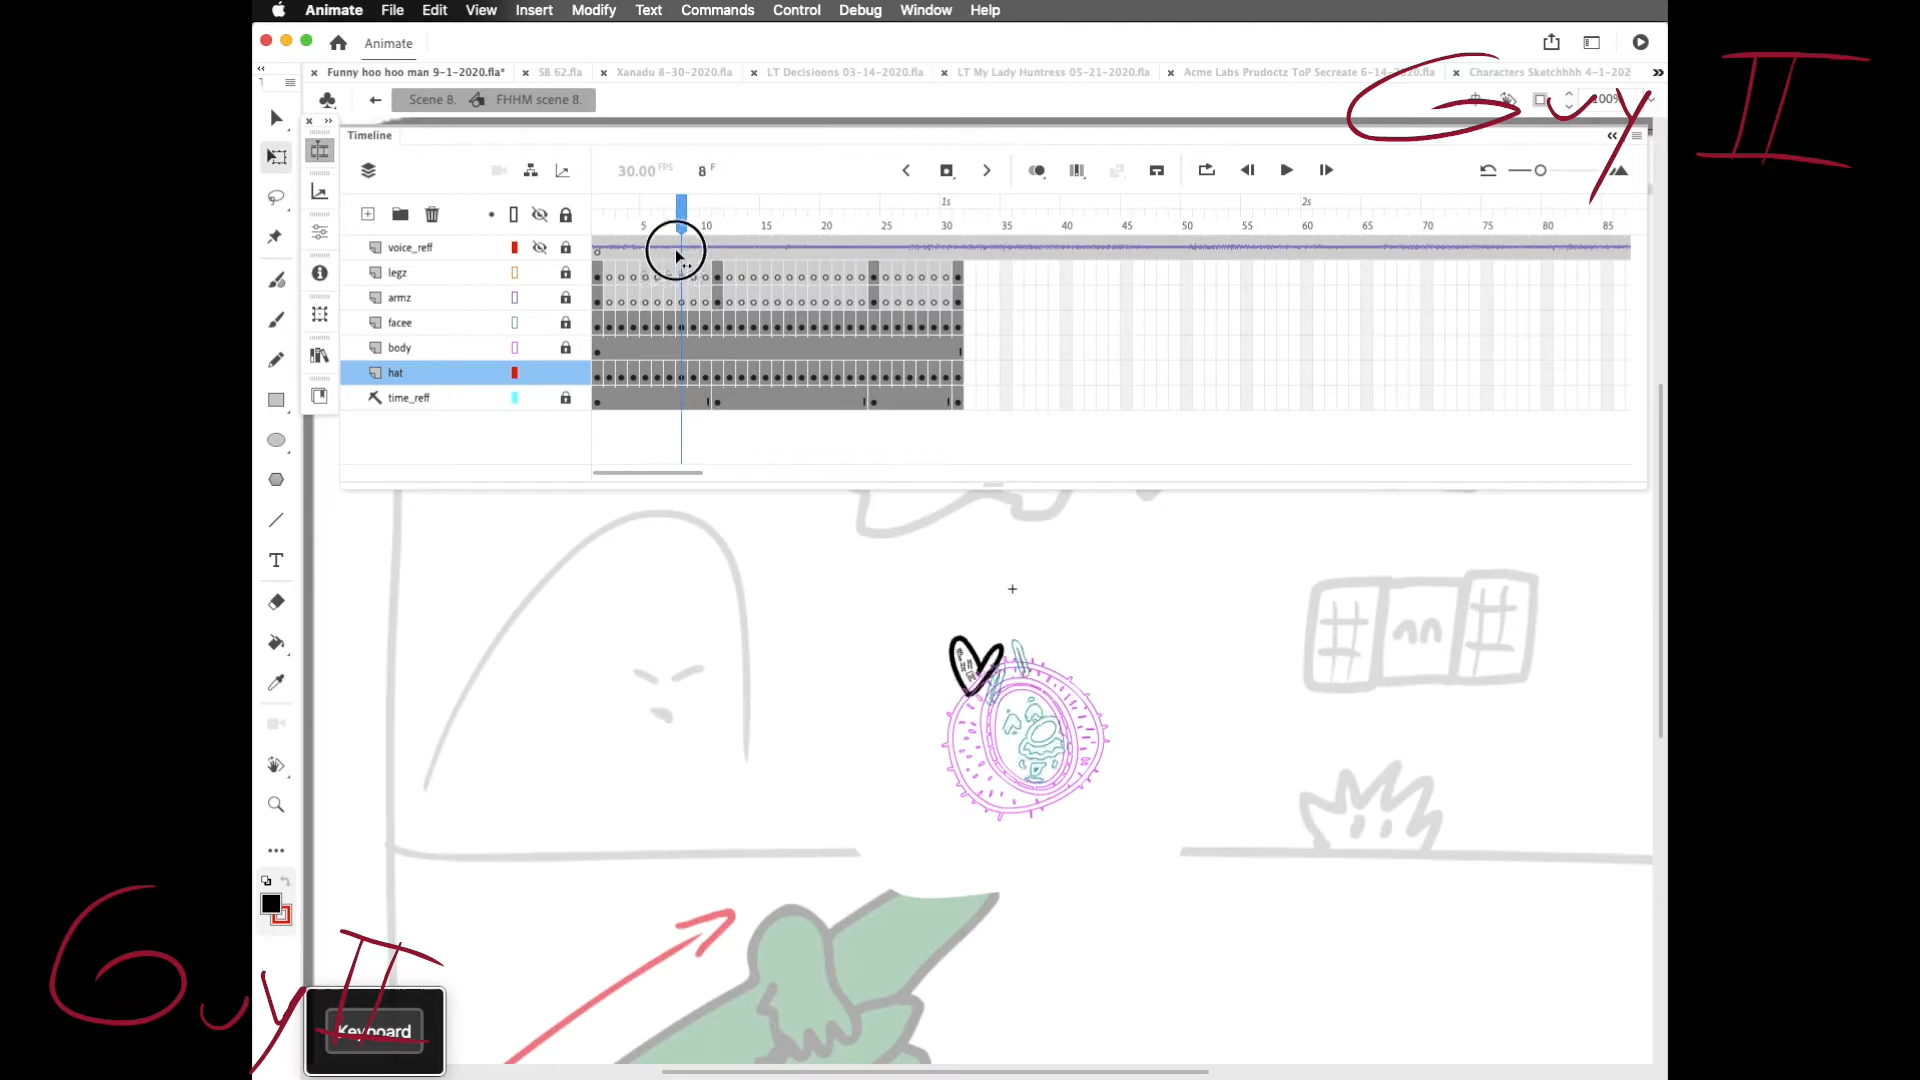 Animate File Edit View Insert Modify Text Commands Control Debug Window Help
Animate
Funny hoo hoo man 9-1-2020.fla* S8 62.fla Xanadu 8-30-2020.fla LT Decisioons 03-14-2020.fla LT My Lady Huntress 05-21-2020.fla Acme Labs Prudoctz ToP Secreate 6-14-2020.fla Characters Sketchhhh 4-1-202
Scene 8. FHHM scene 8. 100%
Guy II
Timeline
30.00 FPS 8 F
1s 2s
5 10 15 20 25 30 35 40 45 50 55 60 65 70 75 80 85
voice_reff
legz
armz
facee
body
hat
time_reff
T
Guy II
Keyboard